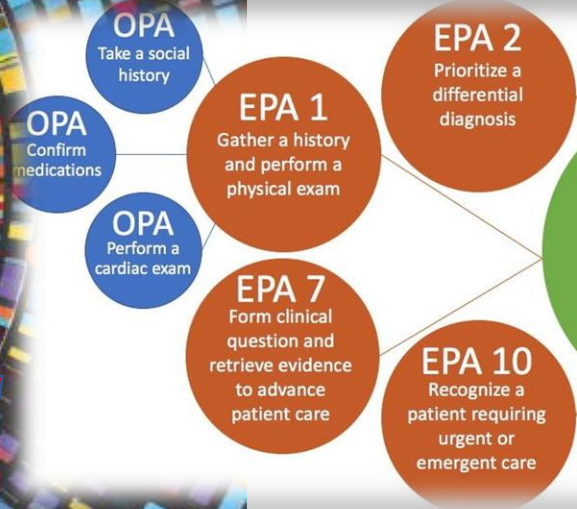 OPA
Take a social
history
OPA
Confirm
medications
OPA
Perform a
cardiac exam
EPA 1
Gather a history
and perform a
physical exam
EPA 2
Prioritize a
differential
diagnosis
EPA 7
Form clinical
question and
retrieve evidence
to advance
patient care
EPA 10
Recognize a
patient requiring
urgent or
emergent care